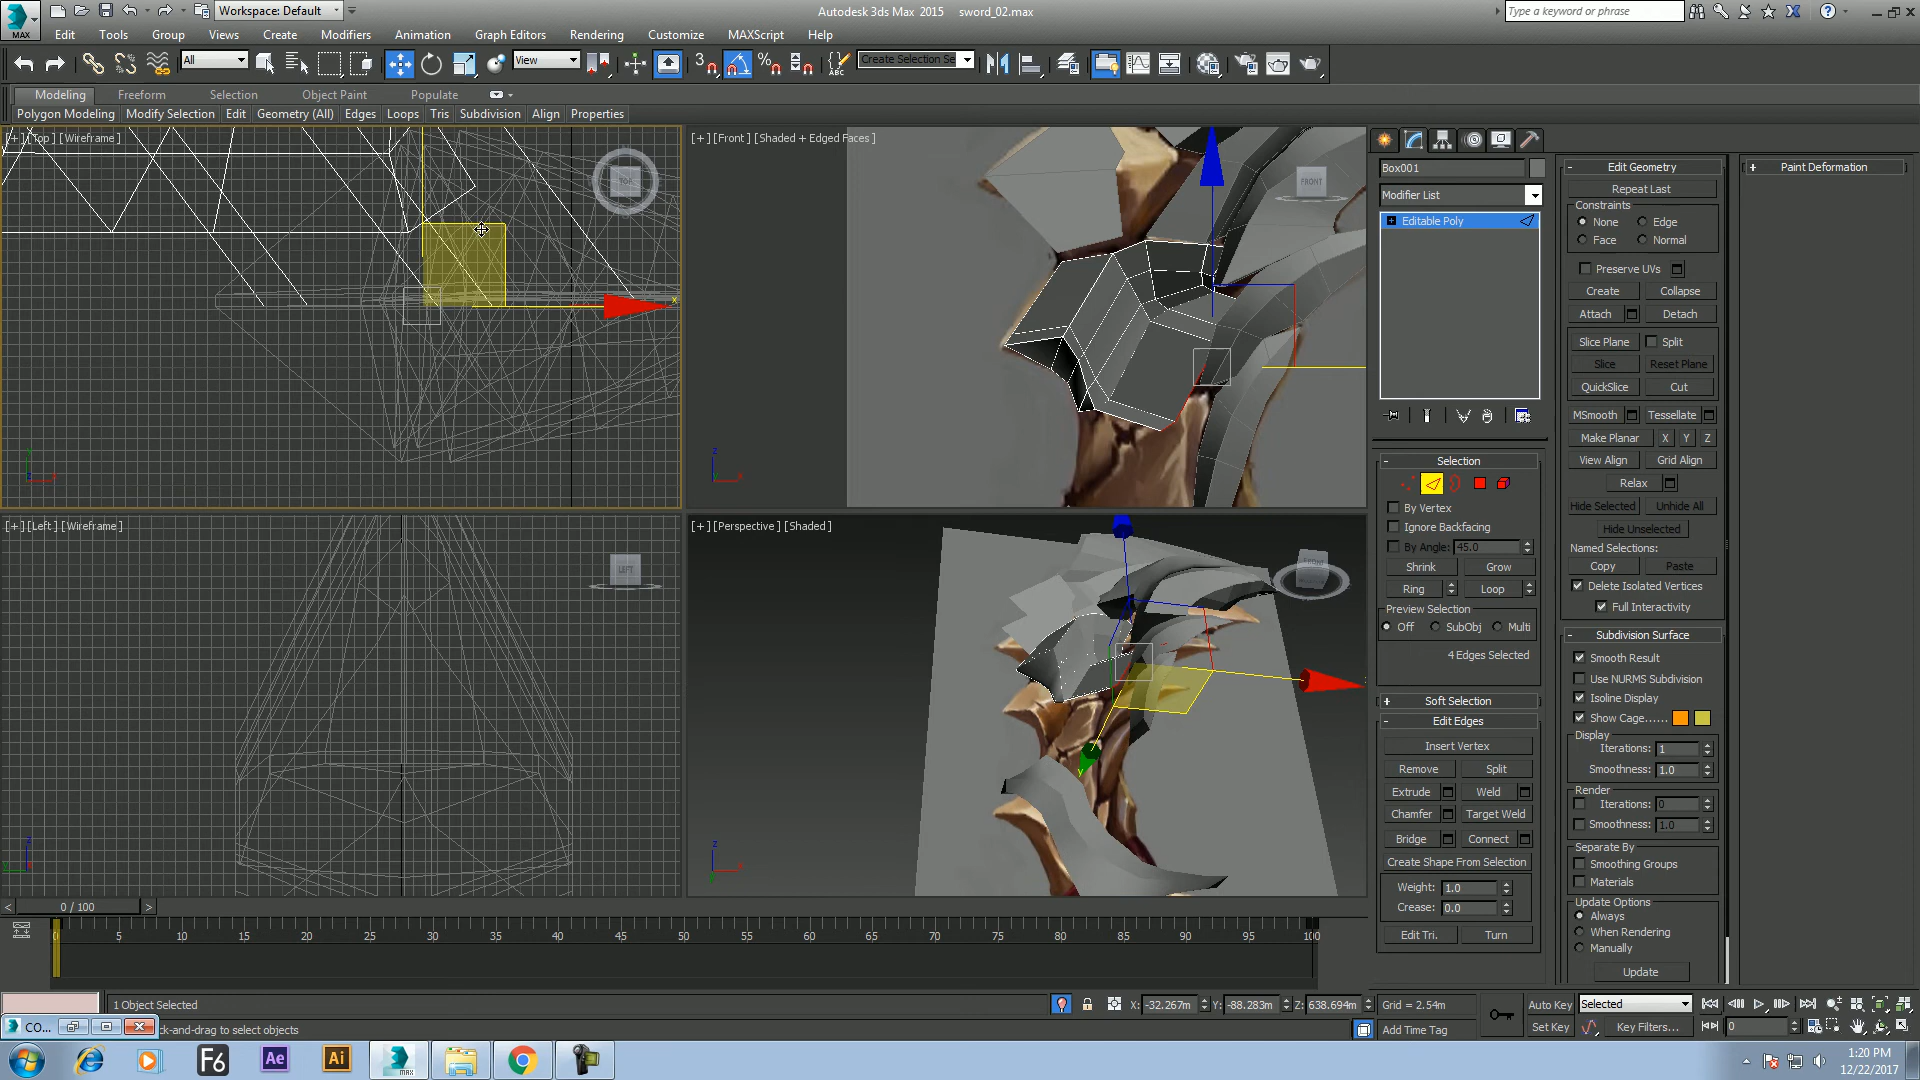 Workspace: Default
Autodesk 3ds Max 2015 sword_02.max
Type a keyword or phrase
MAX
Edit Tools Group Views Create Modifiers Animation Graph Editors Rendering Customize MAXScript Help
All
View
3
ABC
Create Selection Se
Modeling Freeform Selection Object Paint Populate
Polygon Modeling Modify Selection Edit Geometry (All) Edges Loops Tris Subdivision Align Properties
[+] [Top] [Wireframe]
TOP
[+] [Front] [Shaded + Edged Faces]
FRONT
[+] [Left] [Wireframe]
LEFT
[+] [Perspective] [Shaded]
Box001
Modifier List
Editable Poly
Selection
By Vertex
Ignore Backfacing
By Angle: 45.0
Shrink Grow
Ring Loop
Preview Selection
Off SubObj Multi
4 Edges Selected
Soft Selection
Edit Edges
Insert Vertex
Remove Split
Extrude Weld
Chamfer Target Weld
Bridge Connect
Create Shape From Selection
Weight: 1.0
Crease: 0.0
Edit Tri. Turn
Edit Geometry
Repeat Last
Constraints
None Edge
Face Normal
Preserve UVs
Create Collapse
Attach Detach
Slice Plane Split
Slice Reset Plane
QuickSlice Cut
MSmooth Tessellate
Make Planar X Y Z
View Align Grid Align
Relax
Hide Selected Unhide All
Hide Unselected
Named Selections:
Copy Paste
Delete Isolated Vertices
Full Interactivity
Subdivision Surface
Smooth Result
Use NURMS Subdivision
Isoline Display
Show Cage......
Display
Iterations: 1
Smoothness: 1.0
Render
Iterations: 0
Smoothness: 1.0
Separate By
Smoothing Groups
Materials
Update Options
Always
When Rendering
Manually
Update
Paint Deformation
0 / 100
5 10 15 20 25 30 35 40 45 50 55 60 65 70 75 80 85 90 95 100
1 Object Selected
X: -32.267m Y: -88.283m Z: 638.694m Grid = 2.54m
Auto Key Selected
CO...
ck-and-drag to select objects
Add Time Tag
Set Key Key Filters...
0
F6 Ae Ai MAX
1:20 PM
12/22/2017